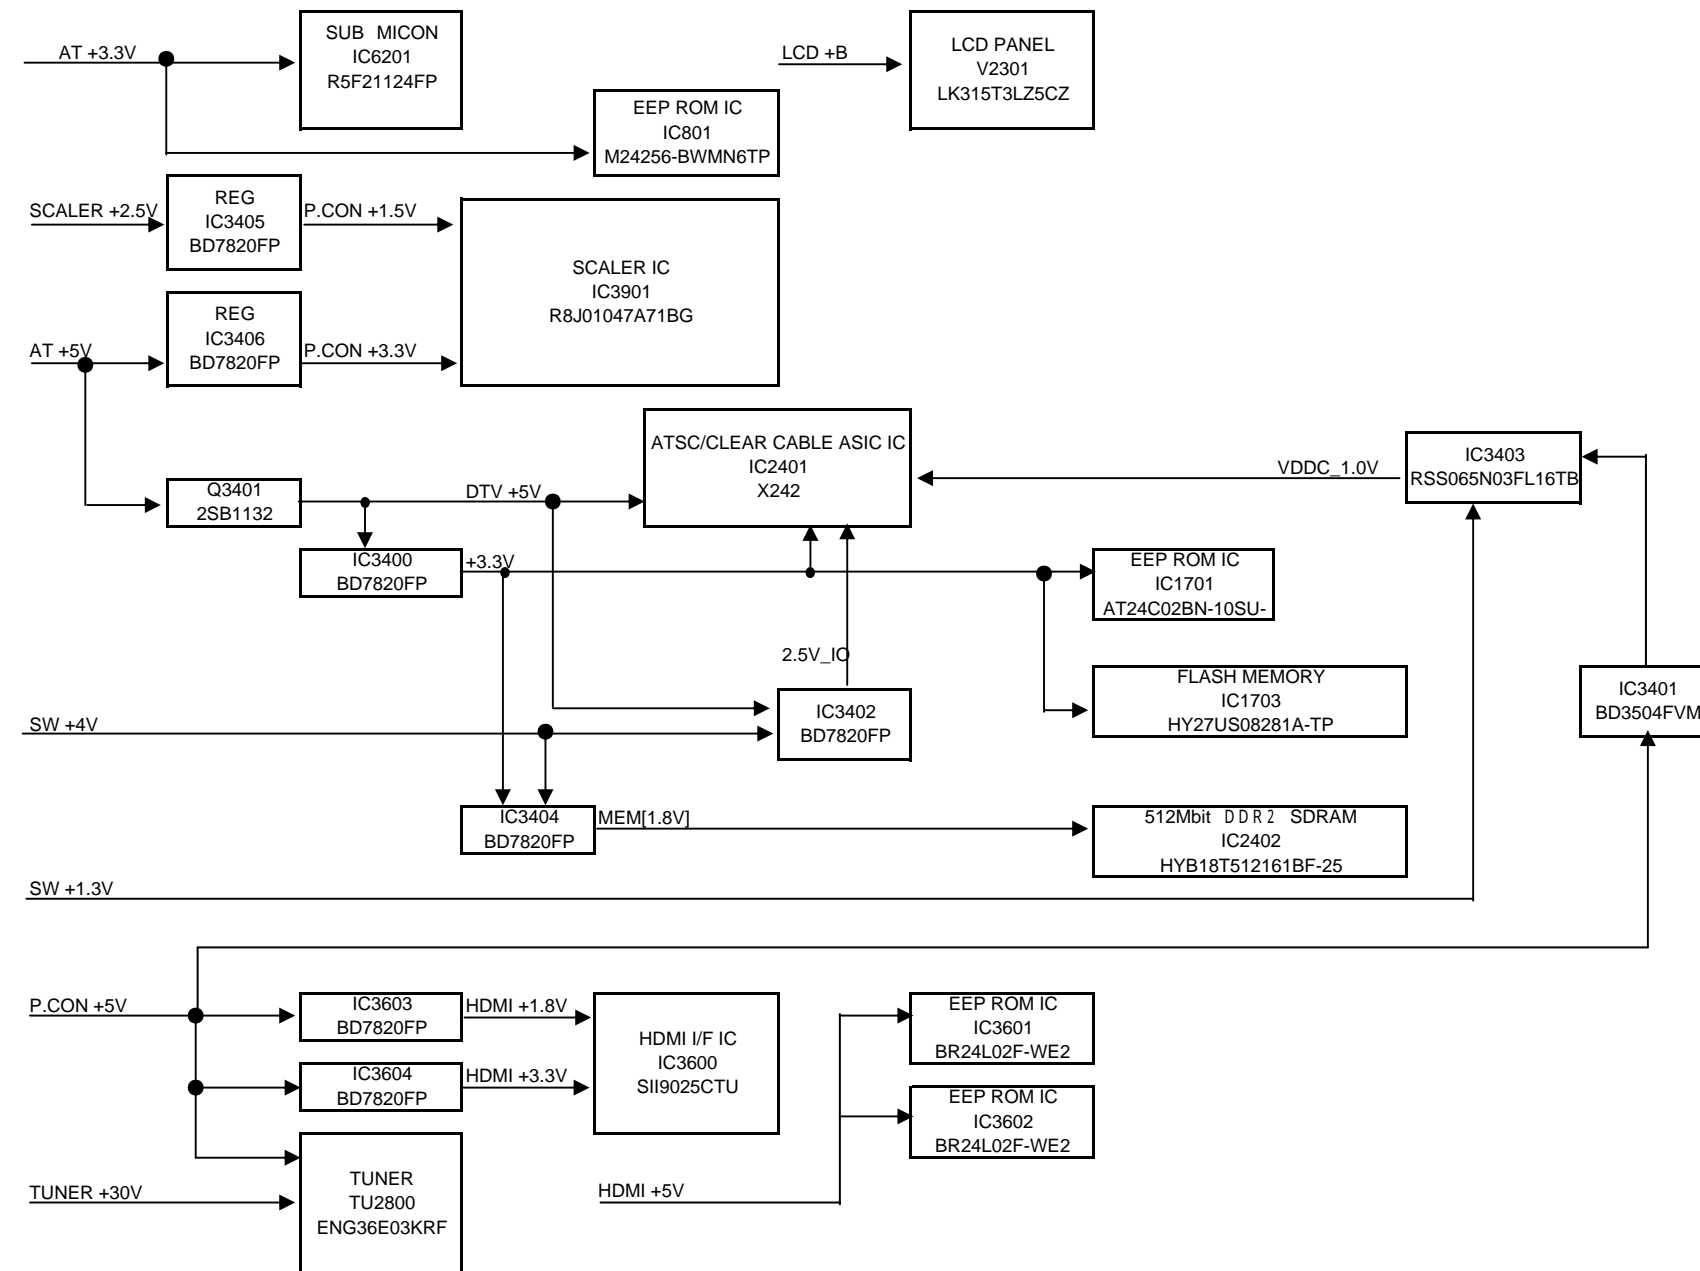 AT +3.3V
SUB MICON
IC6201
R5F21124FP
LCD +B
LCD PANEL
V2301
LK315T3LZ5CZ
EEP ROM IC
IC801
M24256-BWMN6TP
SCALER +2.5V
REG
IC3405
BD7820FP
P.CON +1.5V
SCALER IC
IC3901
R8J01047A71BG
AT +5V
REG
IC3406
BD7820FP
P.CON +3.3V
Q3401
2SB1132
DTV +5V
ATSC/CLEAR CABLE ASIC IC
IC2401
X242
VDDC_1.0V
IC3403
RSS065N03FL16TB
IC3400
BD7820FP
+3.3V
EEP ROM IC
IC1701
AT24C02BN-10SU-
2.5V_IO
FLASH MEMORY
IC1703
HY27US08281A-TP
IC3401
BD3504FVM
SW +4V
IC3402
BD7820FP
IC3404
BD7820FP
MEM[1.8V]
512Mbit DDR2 SDRAM
IC2402
HYB18T512161BF-25
SW +1.3V
P.CON +5V
IC3603
BD7820FP
HDMI +1.8V
IC3604
BD7820FP
HDMI +3.3V
HDMI I/F IC
IC3600
SII9025CTU
EEP ROM IC
IC3601
BR24L02F-WE2
EEP ROM IC
IC3602
BR24L02F-WE2
TUNER +30V
TUNER
TU2800
ENG36E03KRF
HDMI +5V